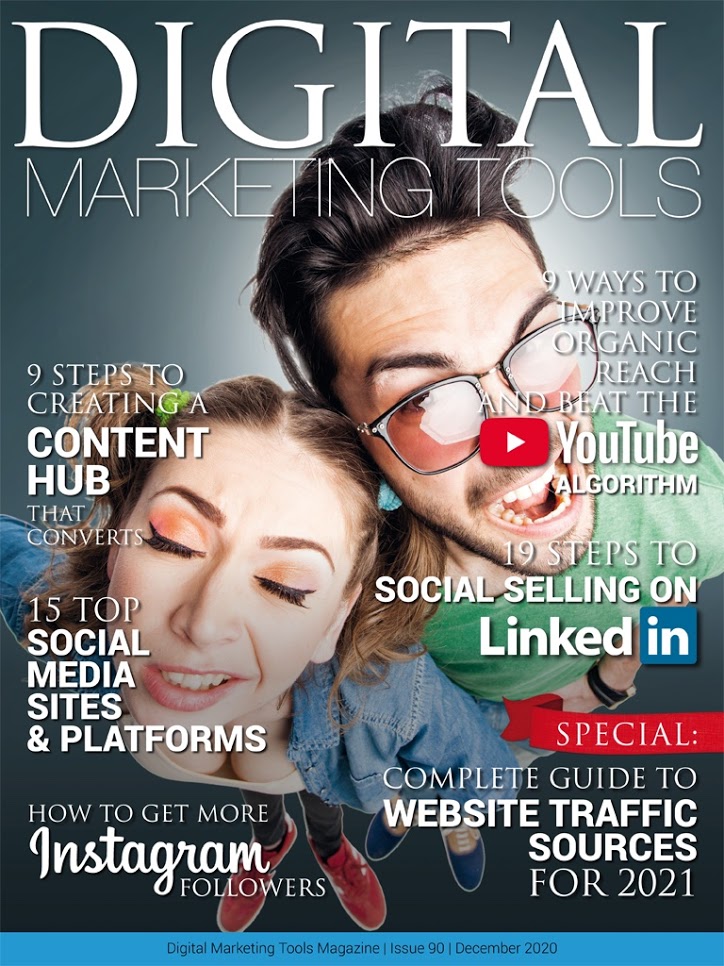 DIGITAL
MARKETING TOOLS
9 WAYS TO
IMPROVE
ORGANIC
REACH
AND BEAT THE
YouTube
ALGORITHM
9 STEPS TO
CREATING A
CONTENT
HUB
THAT
CONVERTS
19 STEPS TO
SOCIAL SELLING ON
Linked in
15 TOP
SOCIAL
MEDIA
SITES
& PLATFORMS
SPECIAL:
COMPLETE GUIDE TO
WEBSITE TRAFFIC
SOURCES
FOR 2021
HOW TO GET MORE
Instagram
FOLLOWERS
Digital Marketing Tools Magazine | Issue 90 | December 2020